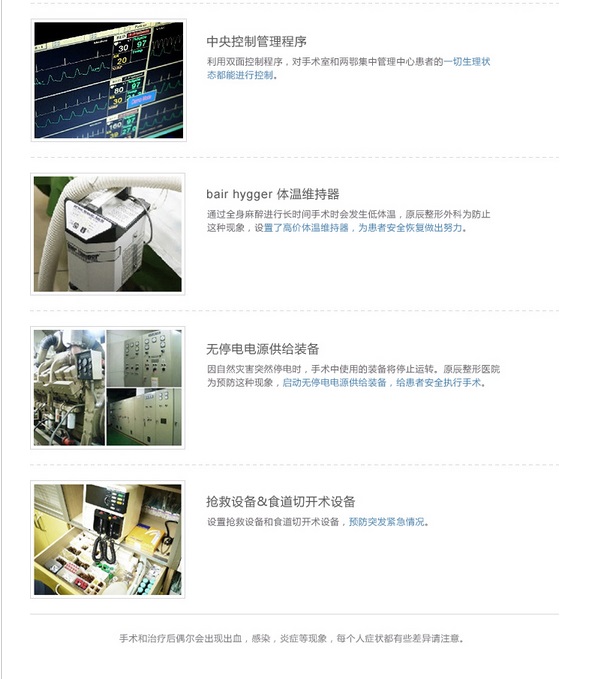 中央控制管理程序
利用双面控制程序，对手术室和两鄂集中管理中心患者的一切生理状
态都能进行控制。
bair hygger 体温维持器
通过全身麻醉进行长时间手术时会发生低体温，原辰整形外科为防止
这种现象，设置了高价体温维持器，为患者安全恢复做出努力。
无停电电源供给装备
因自然灾害突然停电时，手术中使用的装备将停止运转。原辰整形医院
为预防这种现象，启动无停电电源供给装备，给患者安全执行手术。
抢救设备&食道切开术设备
设置抢救设备和食道切开术设备，预防突发紧急情况。
手术和治疗后偶尔会出现出血，感染，炎症等现象，每个人症状都有些差异请注意。